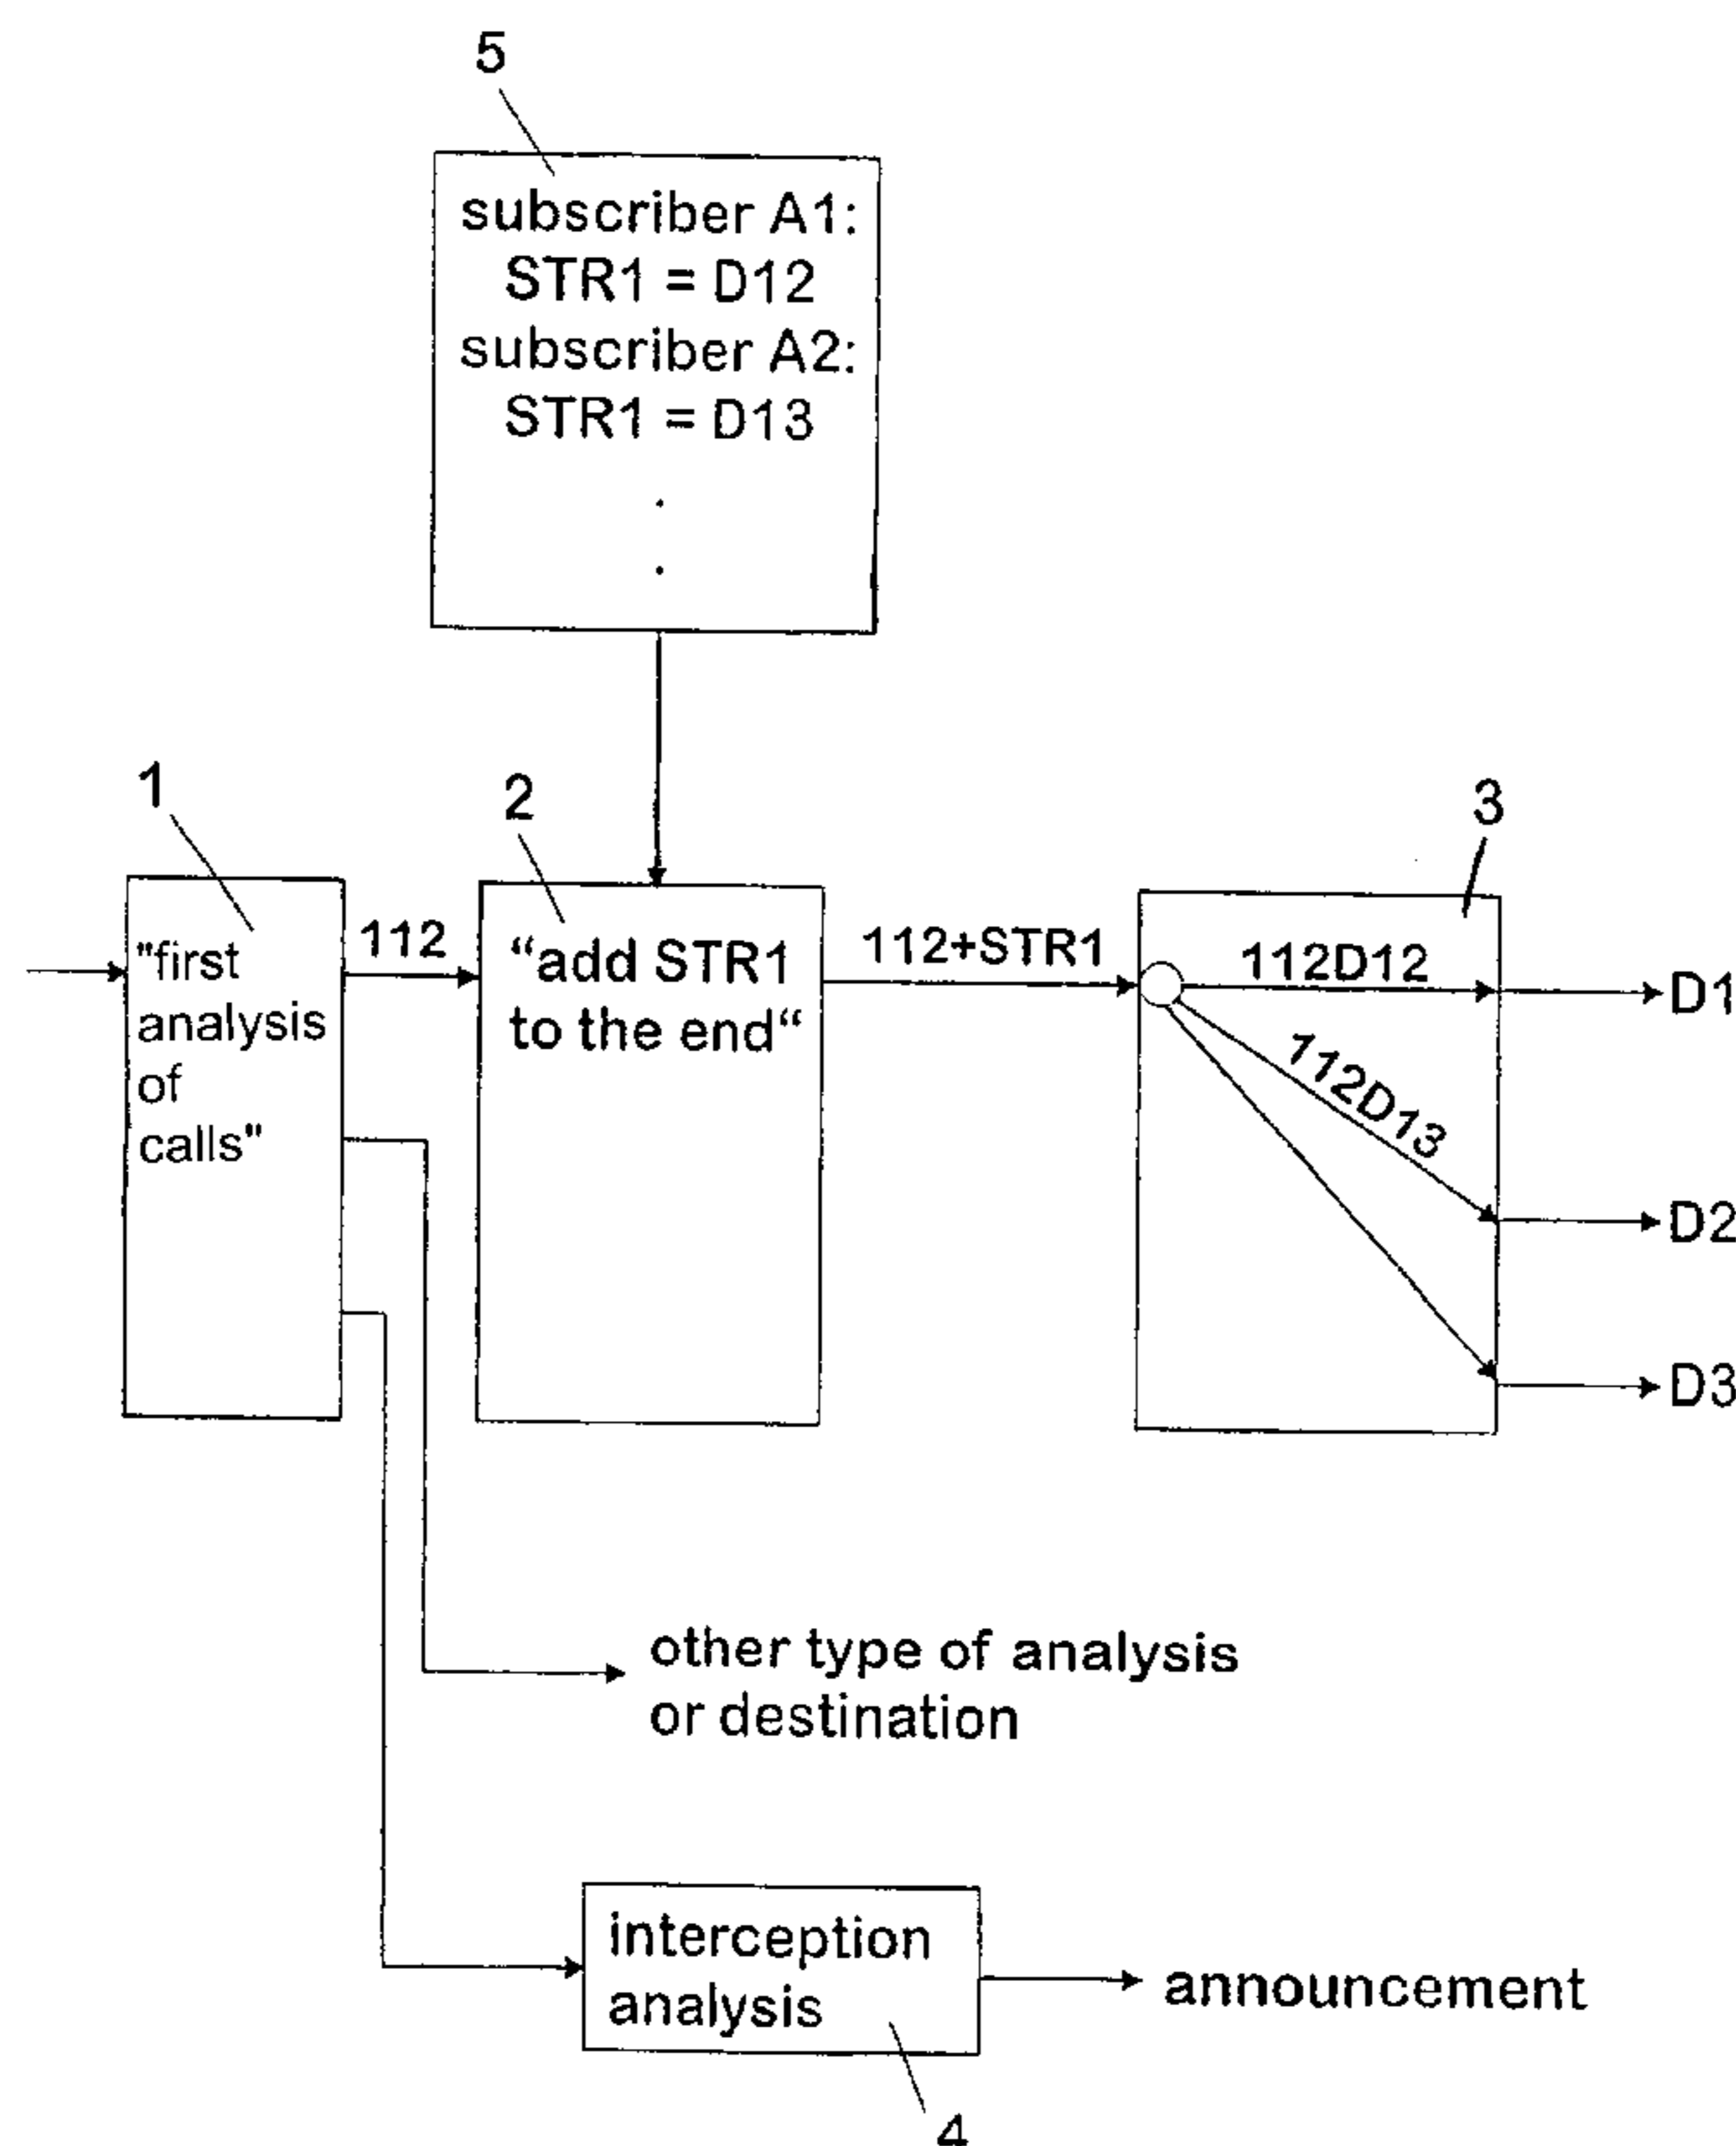 5
subscriber A1:
STR1 = D12
subscriber A2:
STR1 = D13
.
.
1
2
3
"first
analysis
of
calls"
112
“add STR1
to the end“
112+STR1
112D12
112D13
D1
D2
D3
other type of analysis
or destination
interception
analysis
announcement
4